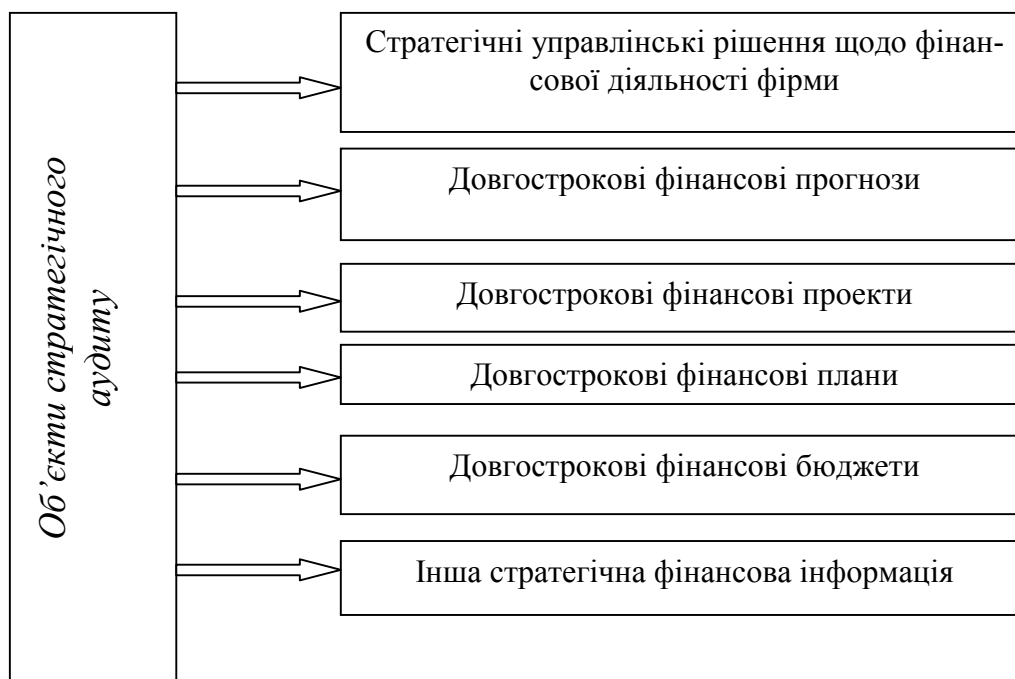 Об’єкти стратегічного
аудиту
Стратегічні управлінські рішення щодо фінан-
сової діяльності фірми
Довгострокові фінансові прогнози
Довгострокові фінансові проекти
Довгострокові фінансові плани
Довгострокові фінансові бюджети
Інша стратегічна фінансова інформація